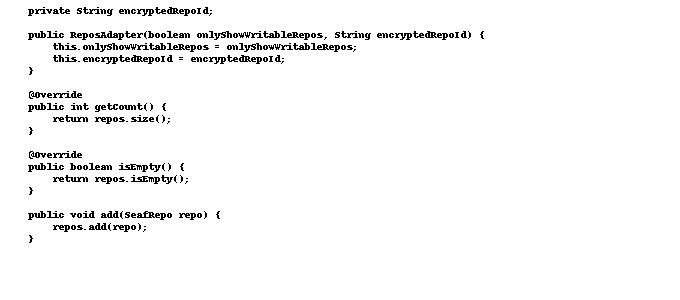 private String encryptedRepoId;

public ReposAdapter(boolean onlyShowWritableRepos, String encryptedRepoId) {
    this.onlyShowWritableRepos = onlyShowWritableRepos;
    this.encryptedRepoId = encryptedRepoId;
}

@Override
public int getCount() {
    return repos.size();
}

@Override
public boolean isEmpty() {
    return repos.isEmpty();
}

public void add(SeafRepo repo) {
    repos.add(repo);
}